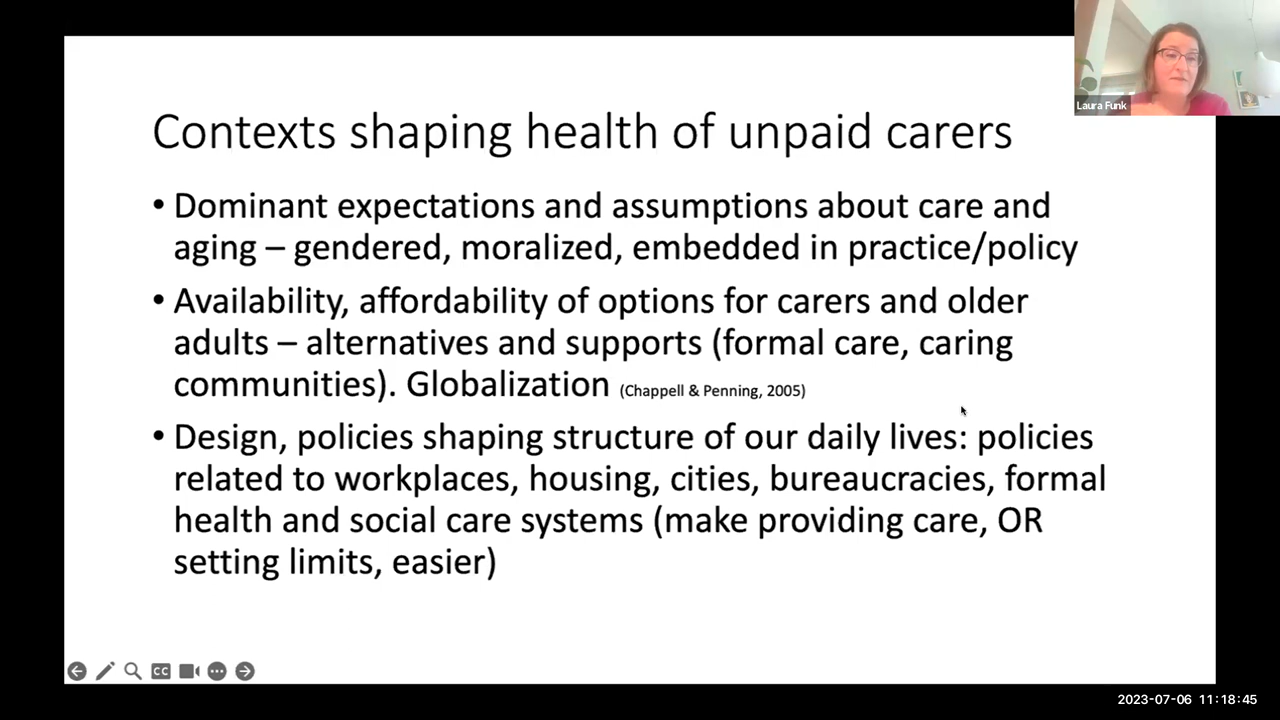 Contexts shaping health of unpaid carers
• Dominant expectations and assumptions about care and
aging – gendered, moralized, embedded in practice/policy
• Availability, affordability of options for carers and older
adults – alternatives and supports (formal care, caring
communities). Globalization (Chappell & Penning, 2005)
• Design, policies shaping structure of our daily lives: policies
related to workplaces, housing, cities, bureaucracies, formal
health and social care systems (make providing care, OR
setting limits, easier)
Laura Funk
CC
2023-07-06 11:18:45